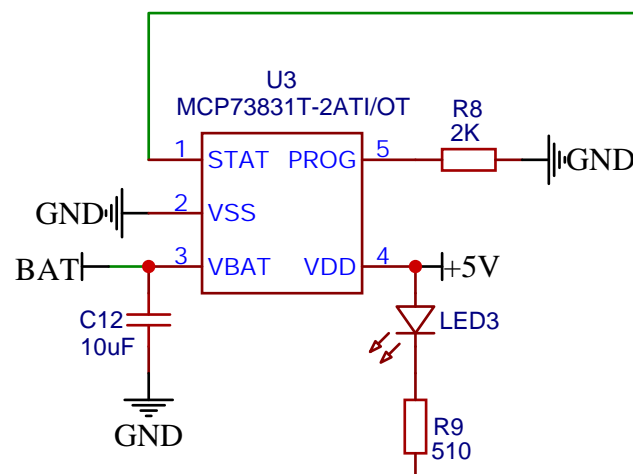 U3
MCP73831T-2ATI/OT
R8
2K
1 STAT PROG 5
GND
GND 2 VSS
BAT 3 VBAT VDD 4 +5V
C12
10uF
LED3
GND
R9
510